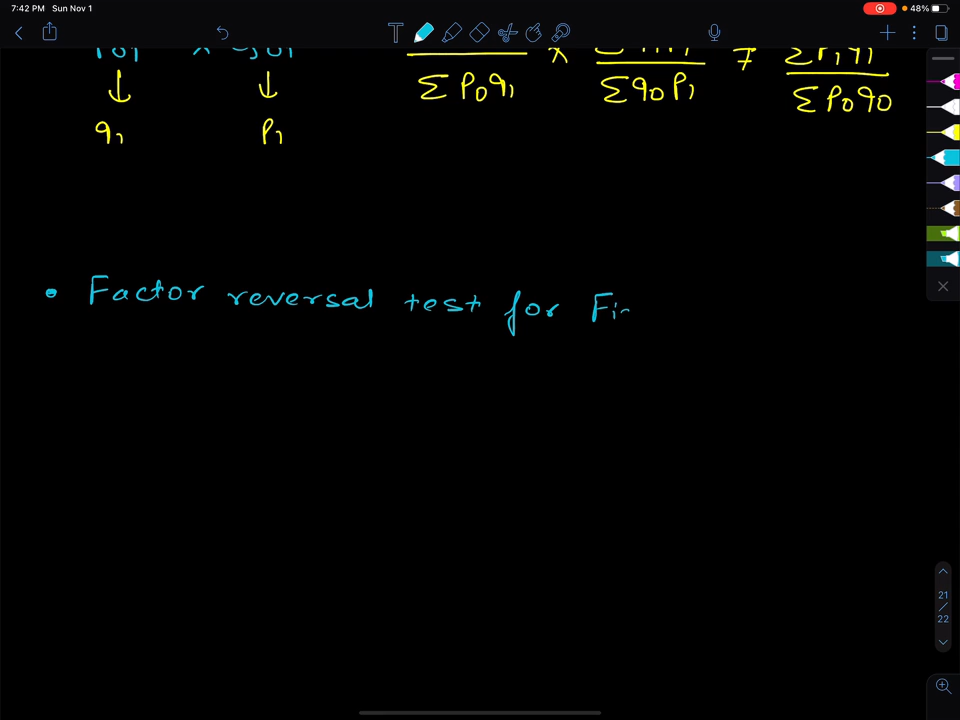 7:42 PM Sun Nov 1
48%
T
Σ P₀q₁ × Σ q₀P₁ ≠ Σ P₁q₁
Σ P₀q₀
↓ ↓
q₁ P₁
• Factor reversal test for Fi
21
/
22